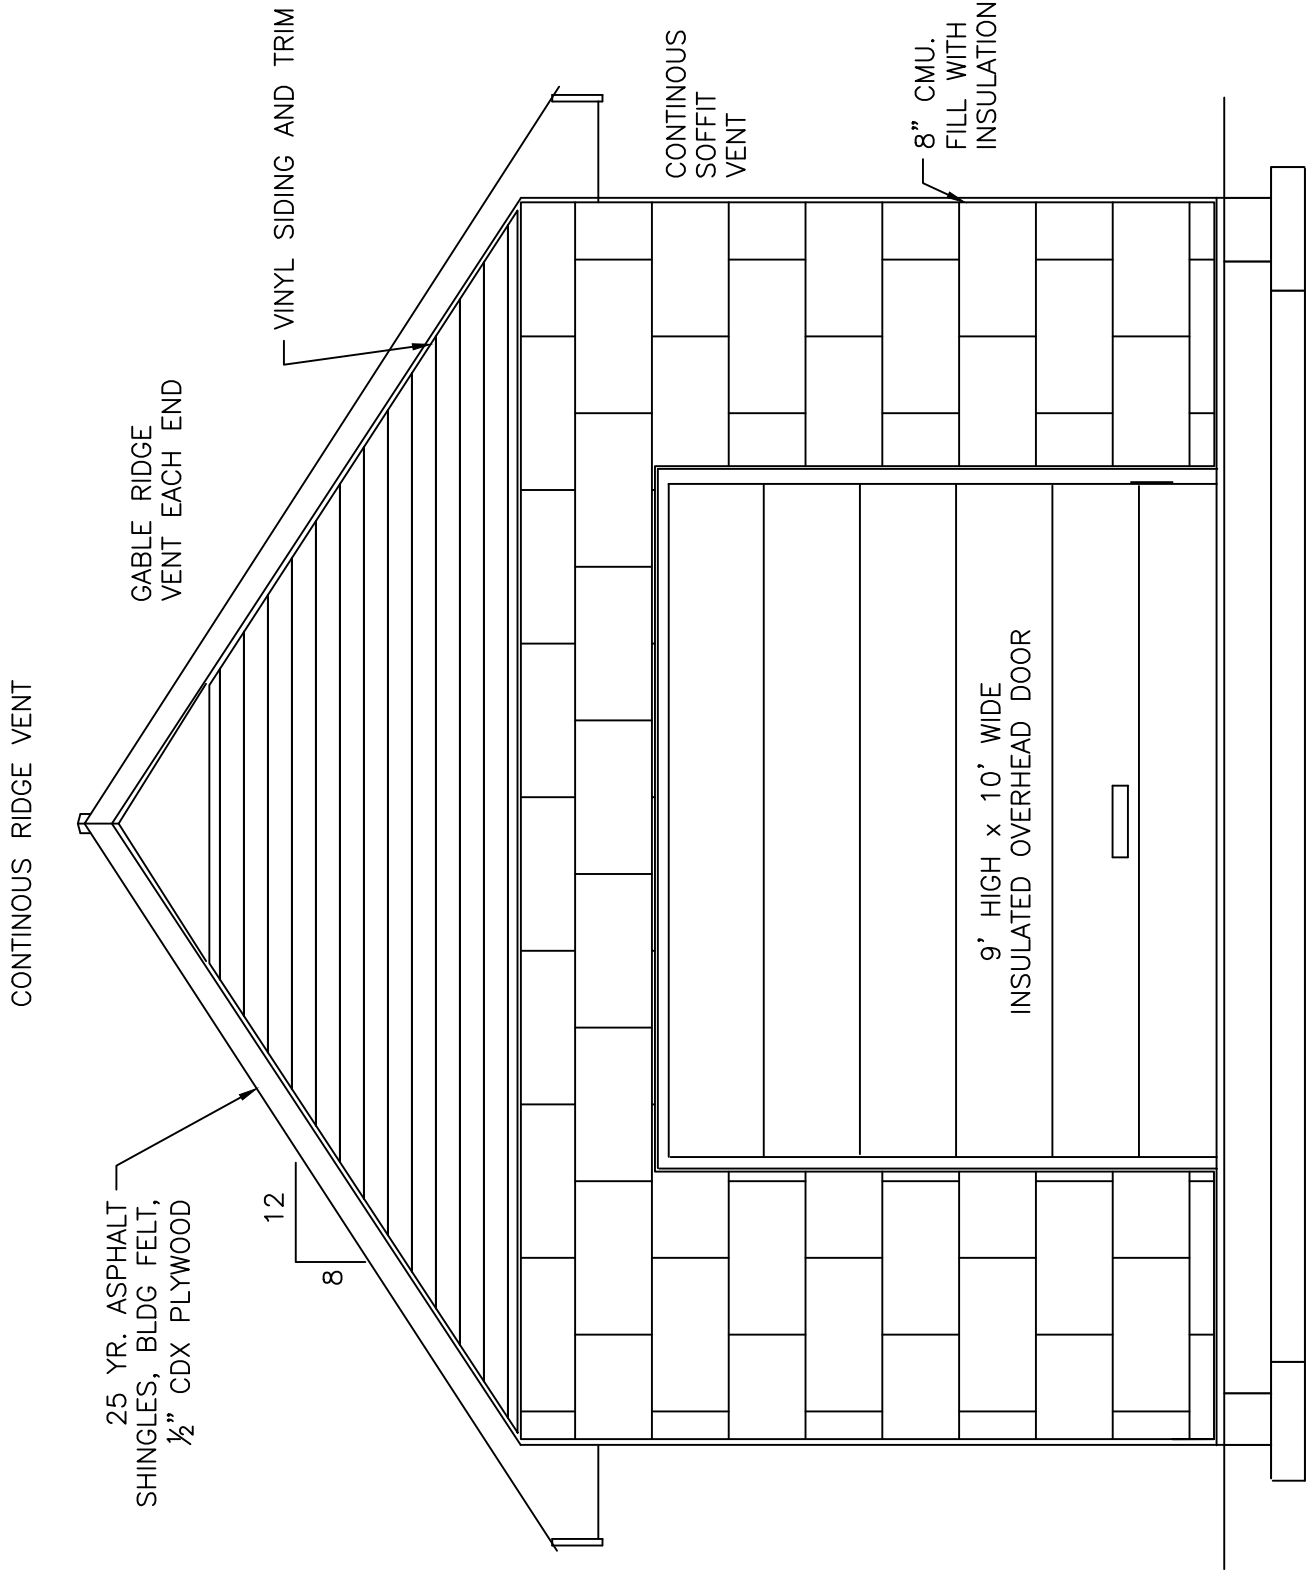 CONTINOUS RIDGE VENT
25 YR. ASPHALT
SHINGLES, BLDG FELT,
½" CDX PLYWOOD
12
8
GABLE RIDGE
VENT EACH END
VINYL SIDING AND TRIM
CONTINOUS
SOFFIT
VENT
8" CMU.
FILL WITH
INSULATION
9' HIGH x 10' WIDE
INSULATED OVERHEAD DOOR